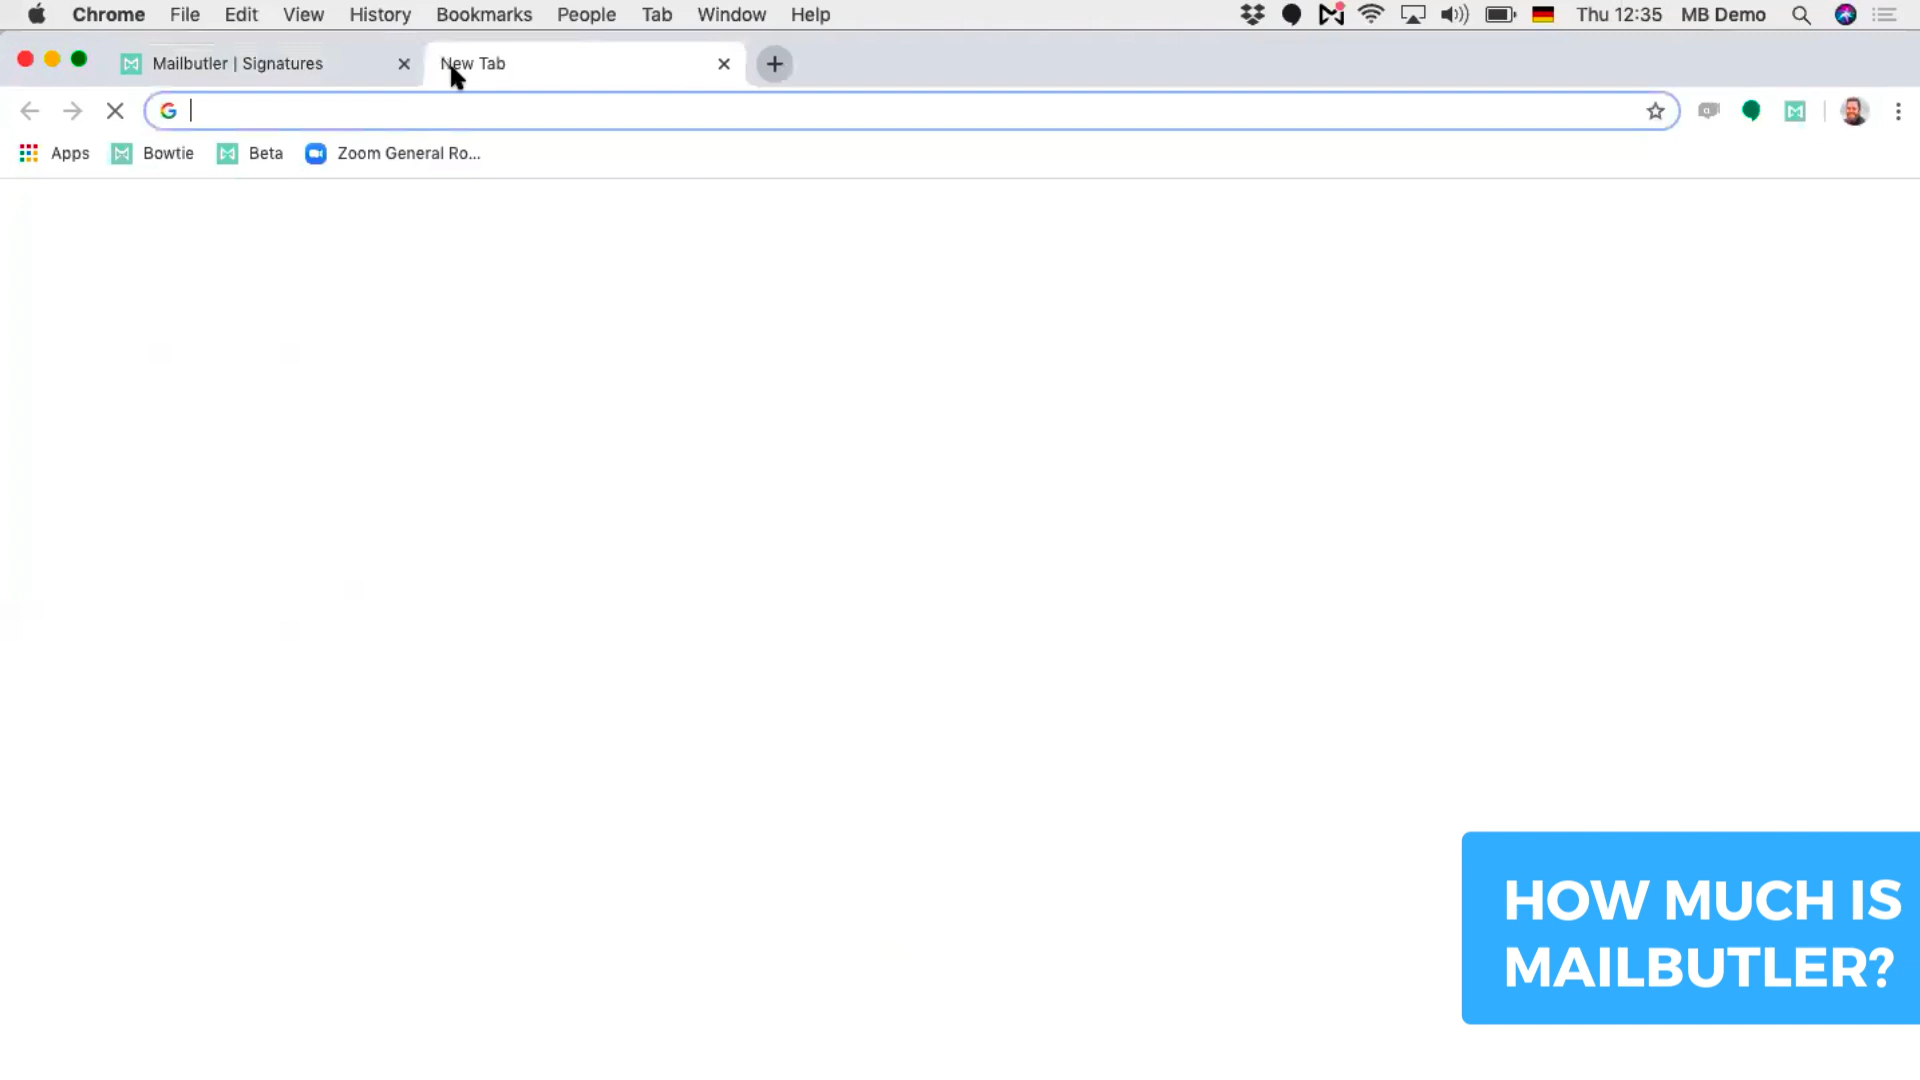 Chrome File Edit View History Bookmarks People Tab Window Help Thu 12:35 MB Demo
Mailbutler | Signatures New Tab
Apps Bowtie Beta Zoom General Ro...
HOW MUCH IS
MAILBUTLER?